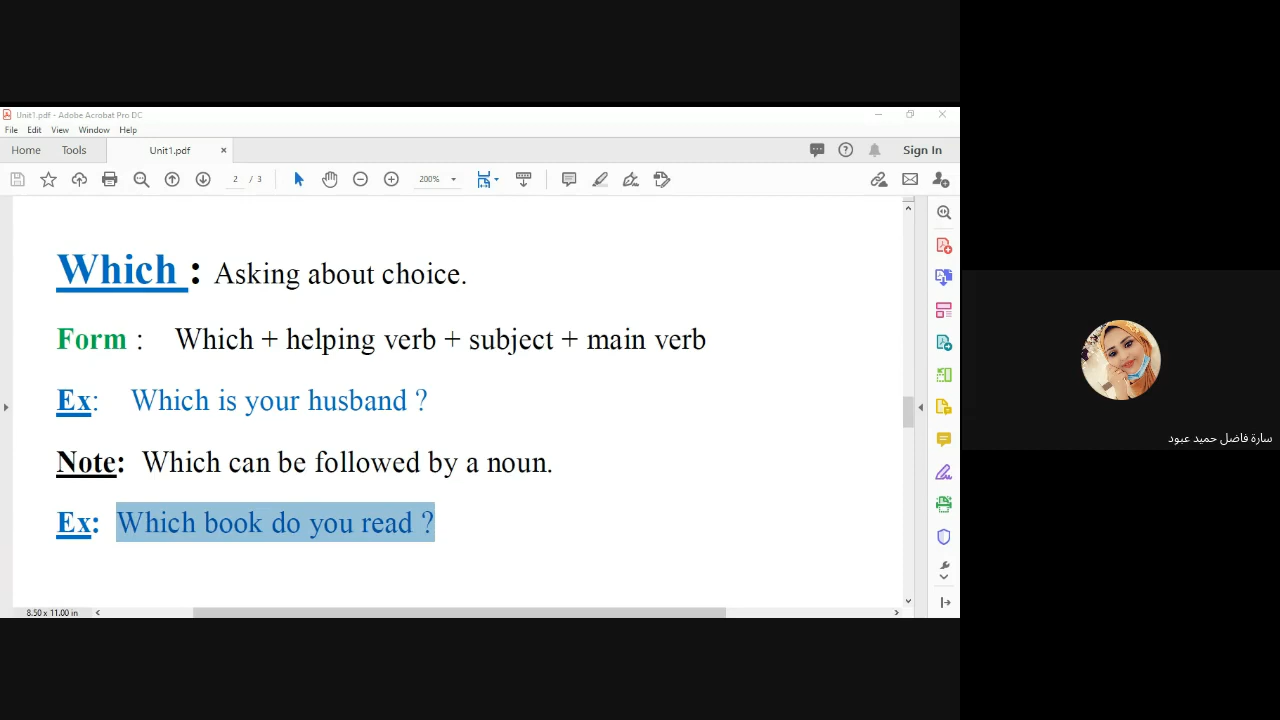 Unit1.pdf - Adobe Acrobat Pro DC
File Edit View Window Help
Home Tools Unit1.pdf × Sign In
2 / 3 200%
Which : Asking about choice.
Form : Which + helping verb + subject + main verb
Ex: Which is your husband ?
Note: Which can be followed by a noun.
Ex: Which book do you read ?
8.50 x 11.00 in
سارة فاضل حميد عبود